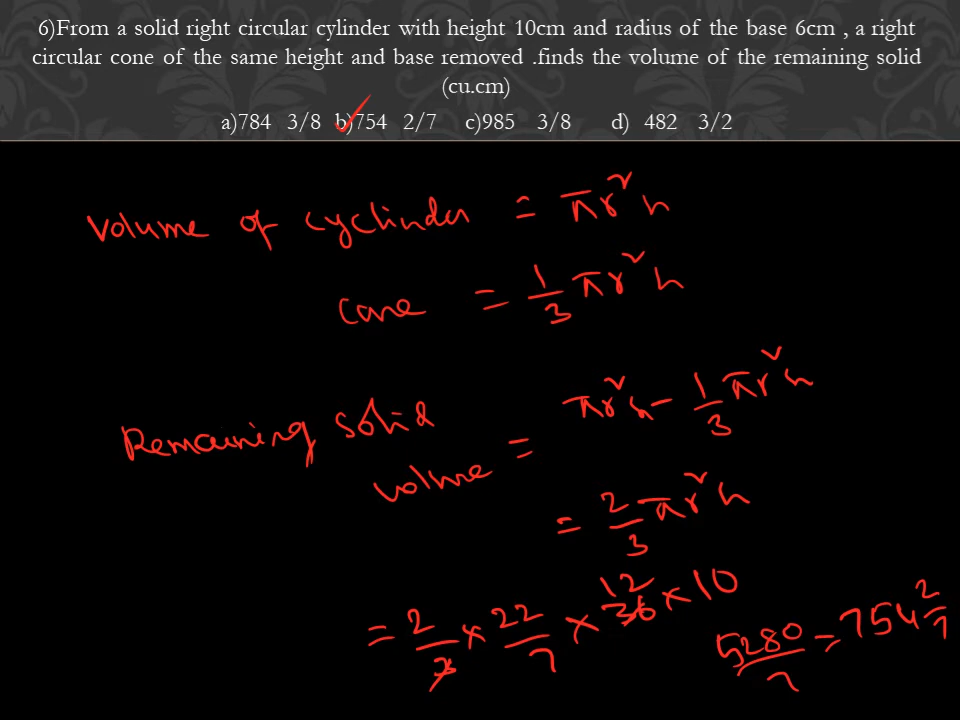 6)From a solid right circular cylinder with height 10cm and radius of the base 6cm , a right
circular cone of the same height and base removed .finds the volume of the remaining solid
(cu.cm)
a)784 3/8 b)754 2/7 c)985 3/8 d) 482 3/2
Volume of cylinder = πr²h
cone = 1/3 πr²h
Remaining solid
volume = πr²h - 1/3 πr²h
= 2/3 πr²h
= 2/3 × 22/7 × 36 12 × 10
5280/7 = 754 2/7